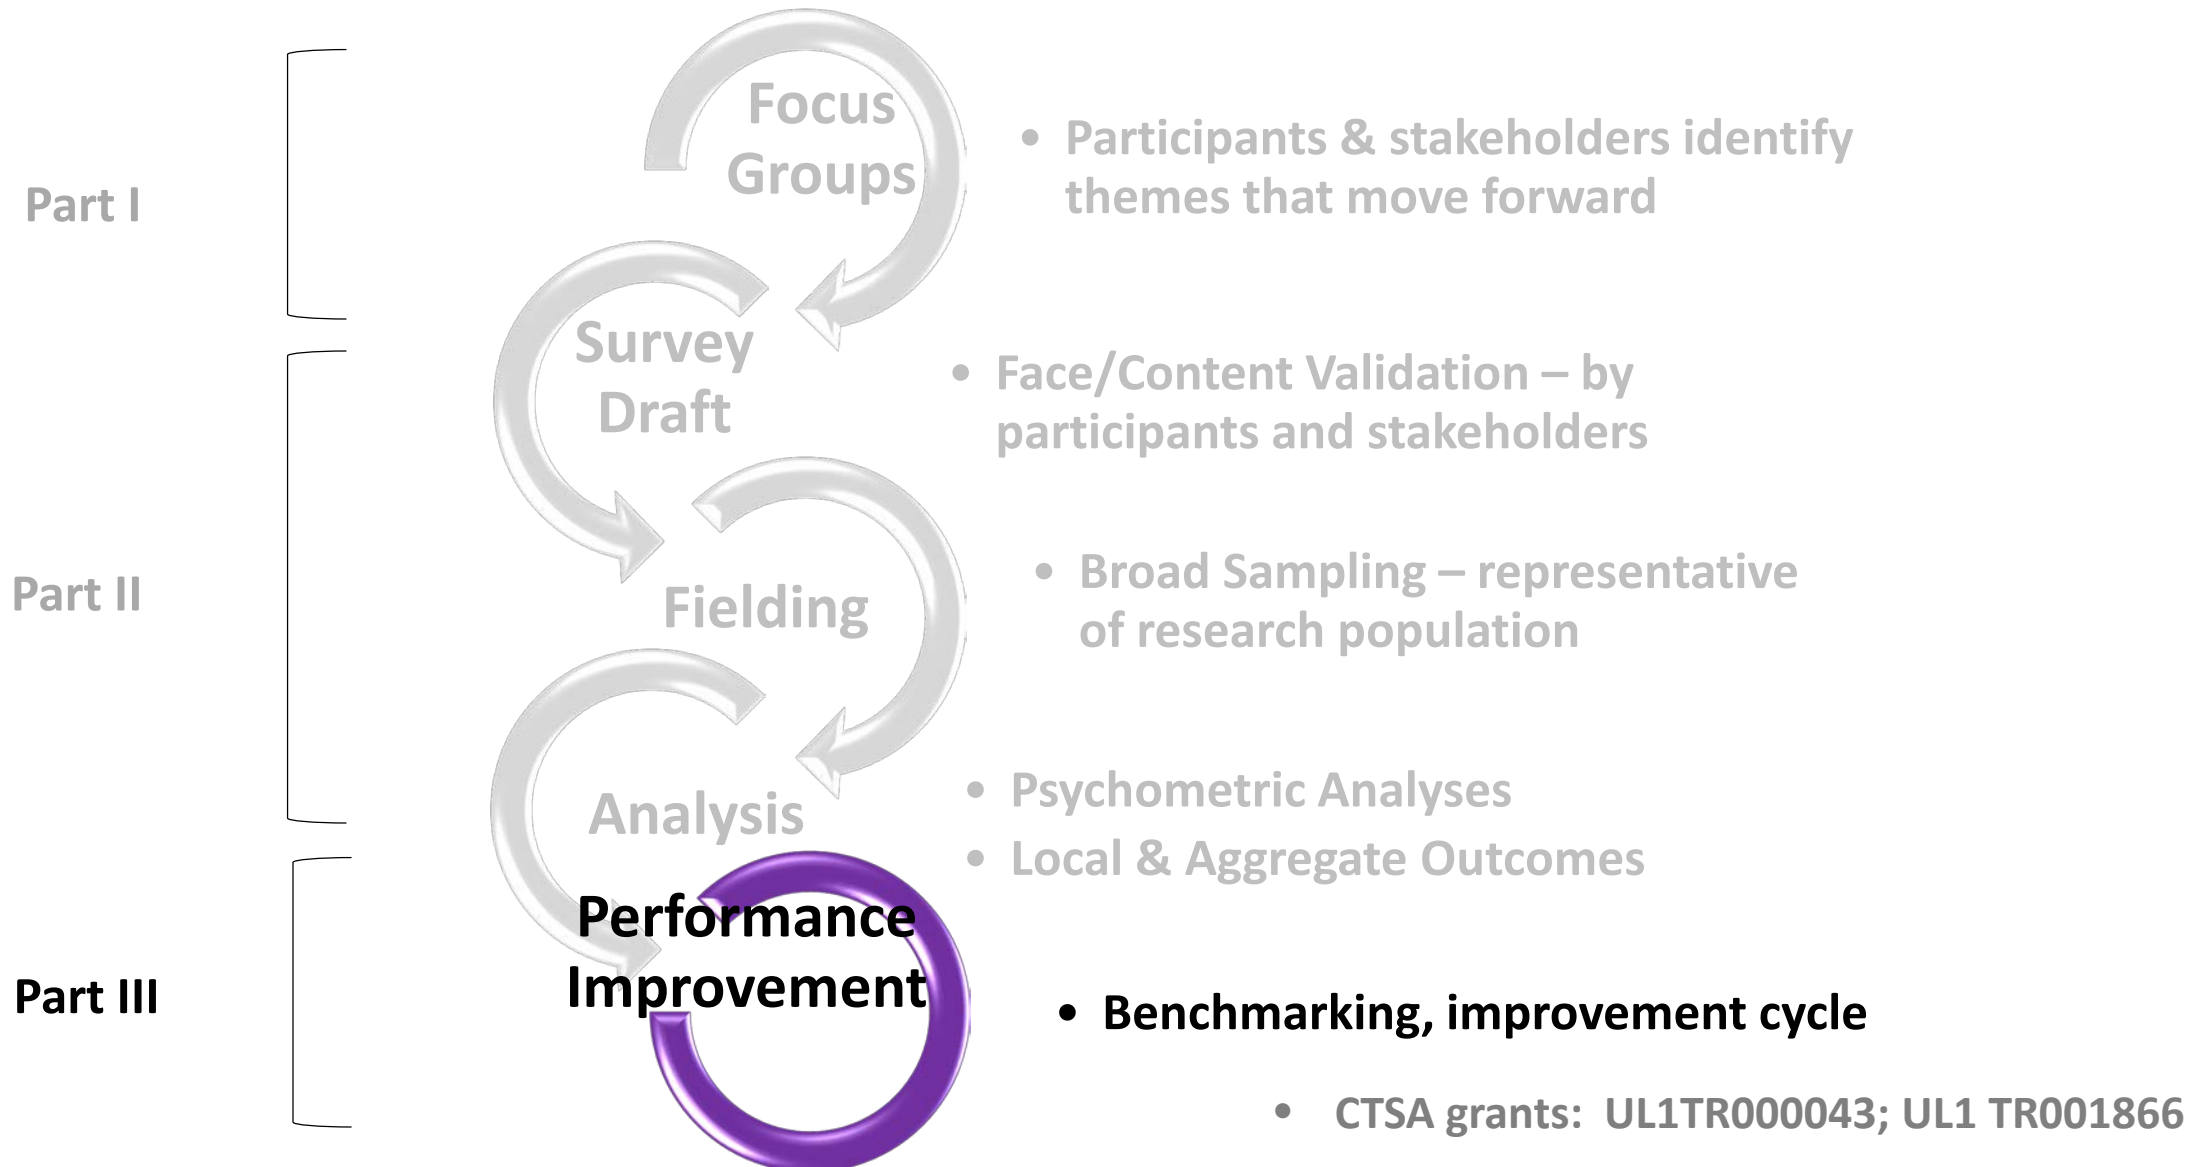 Part I
Focus
Groups
• Participants & stakeholders identify
themes that move forward
Part II
Survey
Draft
• Face/Content Validation – by
participants and stakeholders
Fielding
• Broad Sampling – representative
of research population
Analysis
• Psychometric Analyses
• Local & Aggregate Outcomes
Part III
Performance
Improvement
• Benchmarking, improvement cycle
• CTSA grants: UL1TR000043; UL1 TR001866